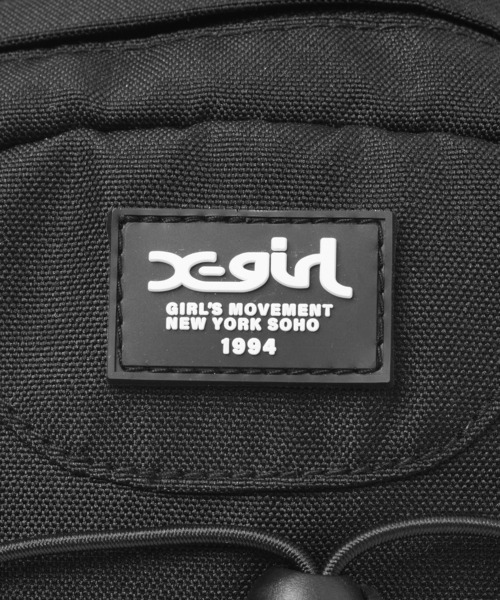 X-girl
GIRL'S MOVEMENT
NEW YORK SOHO
1994